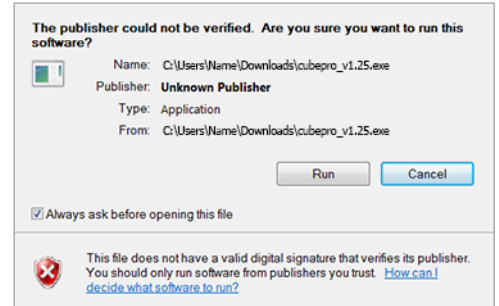 The publisher could not be verified. Are you sure you want to run this
software?
Name: C:\Users\Name\Downloads\cubepro_v1.25.exe
Publisher: Unknown Publisher
Type: Application
From: C:\Users\Name\Downloads\cubepro_v1.25.exe
Run Cancel
Always ask before opening this file
This file does not have a valid digital signature that verifies its publisher.
You should only run software from publishers you trust. How can I
decide what software to run?